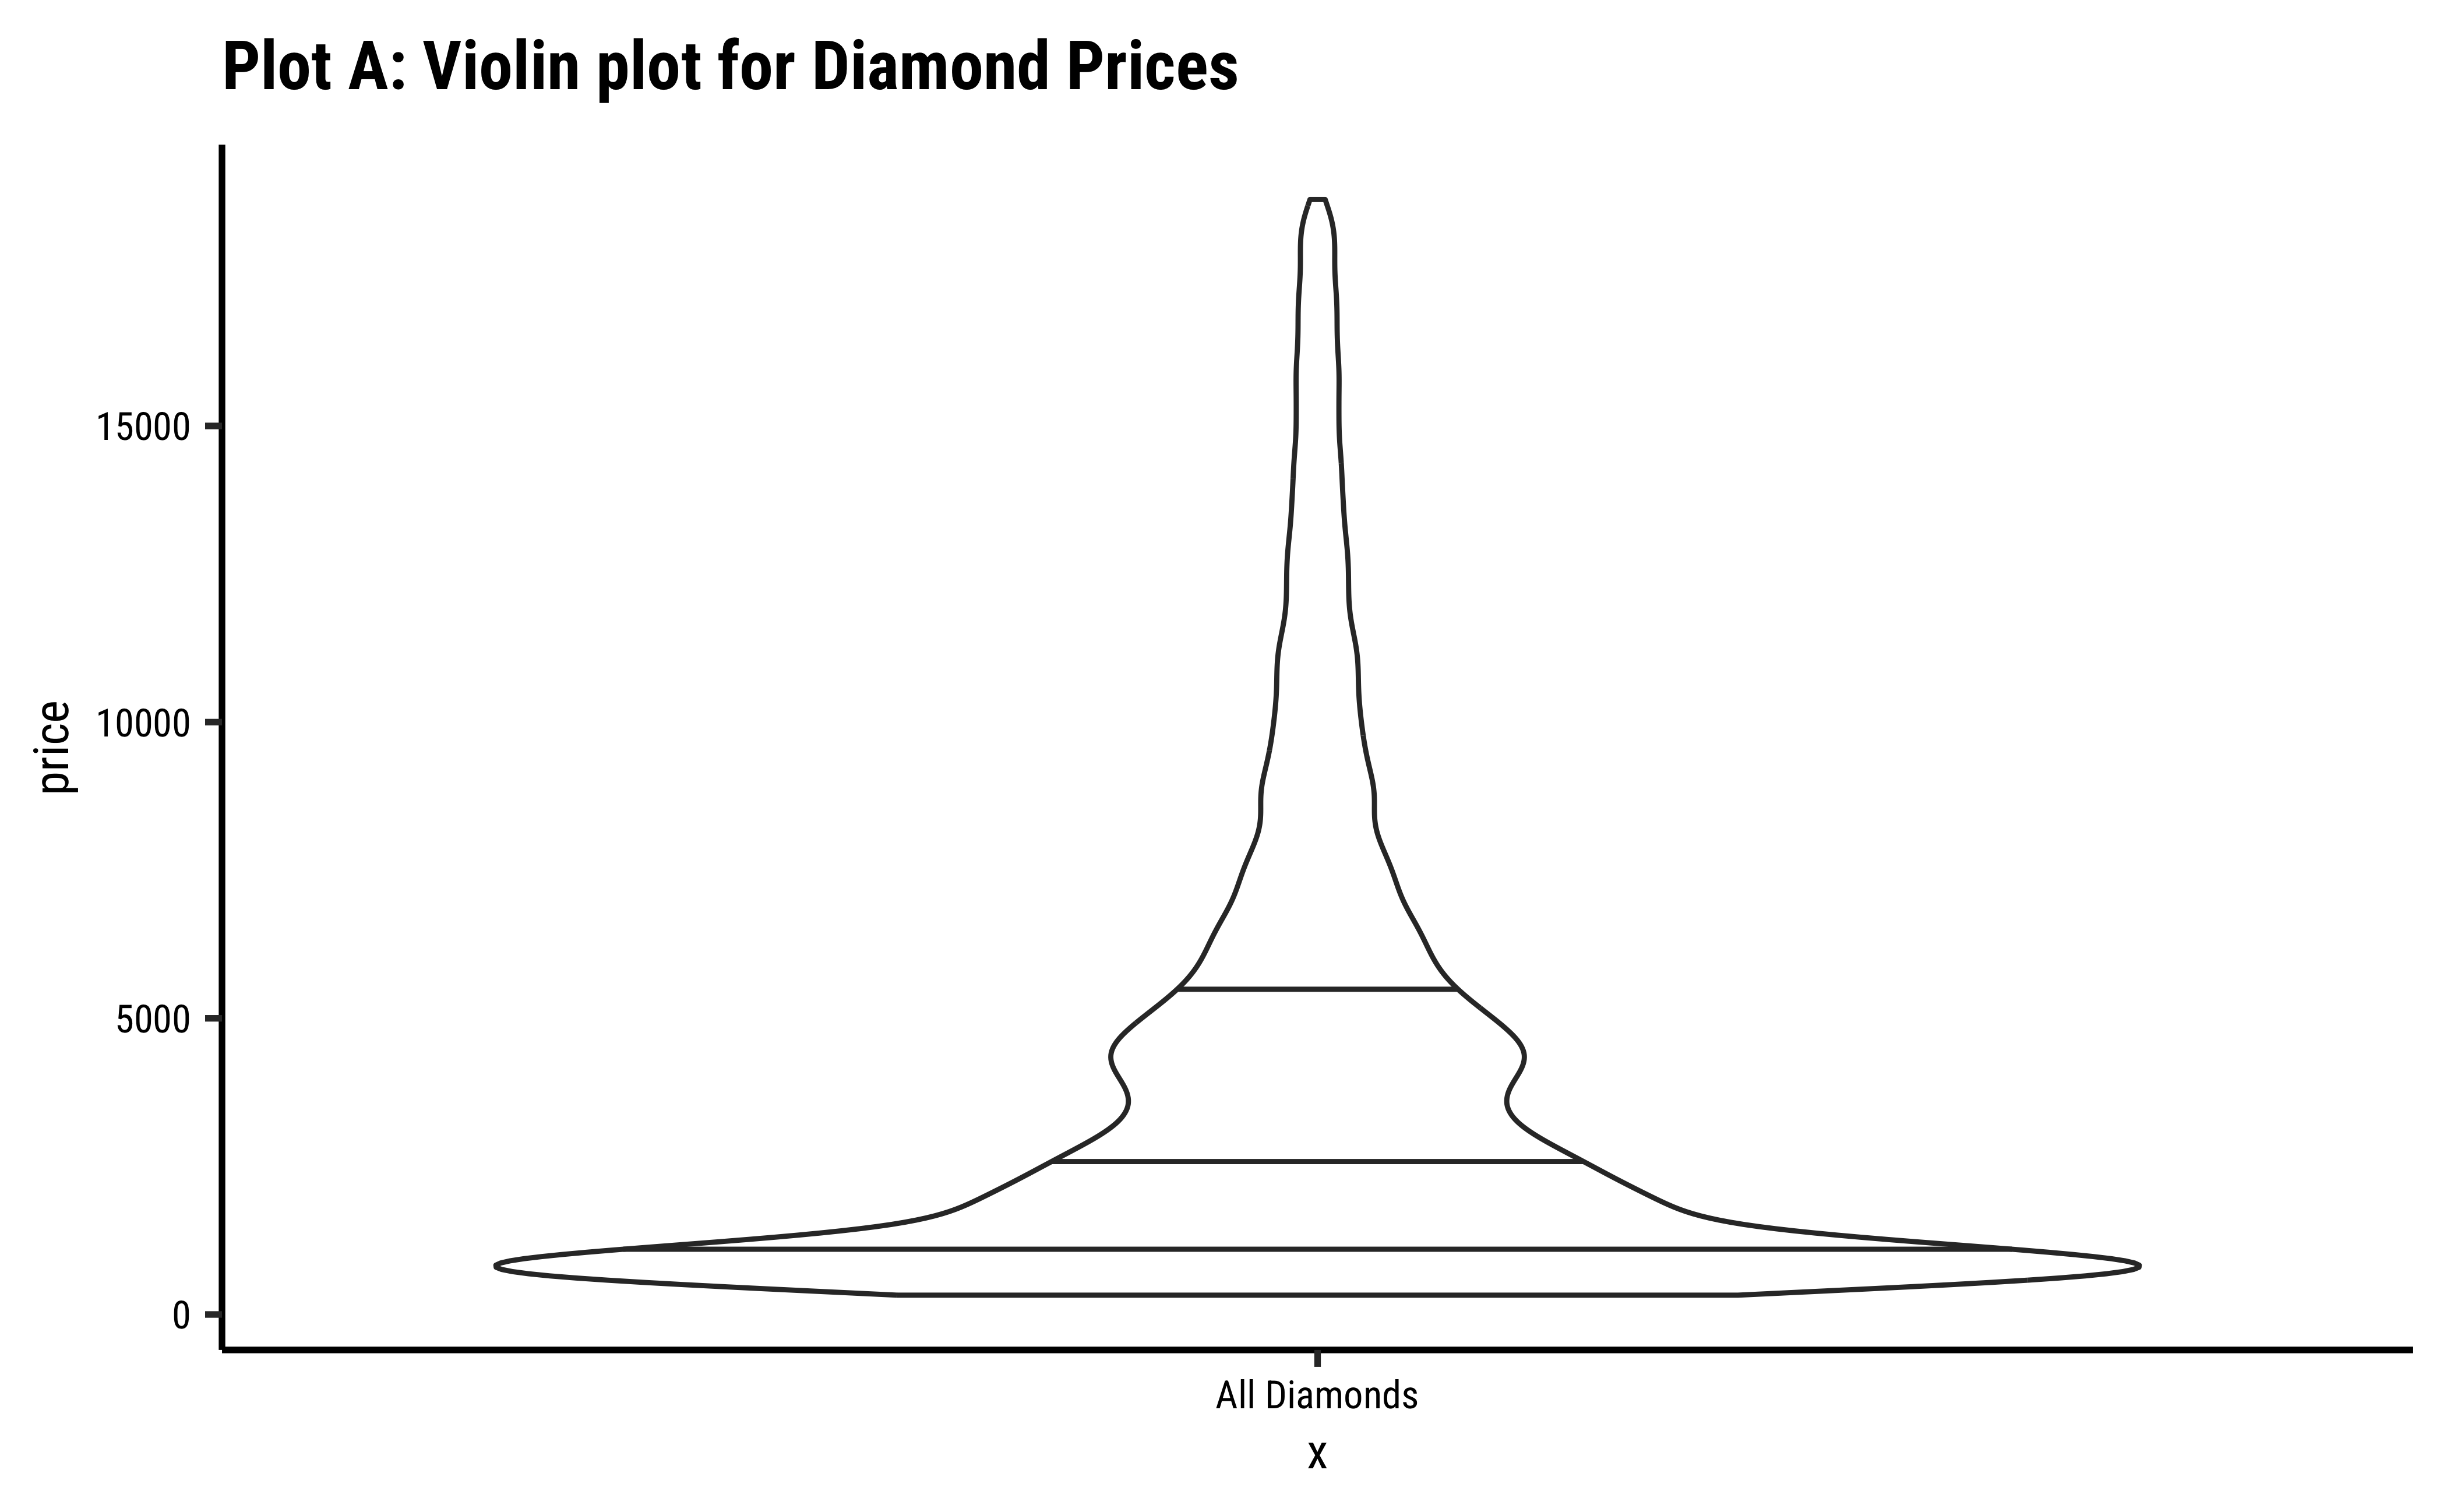 Plot A: Violin plot for Diamond Prices
price
15000
10000
5000
0
All Diamonds
x